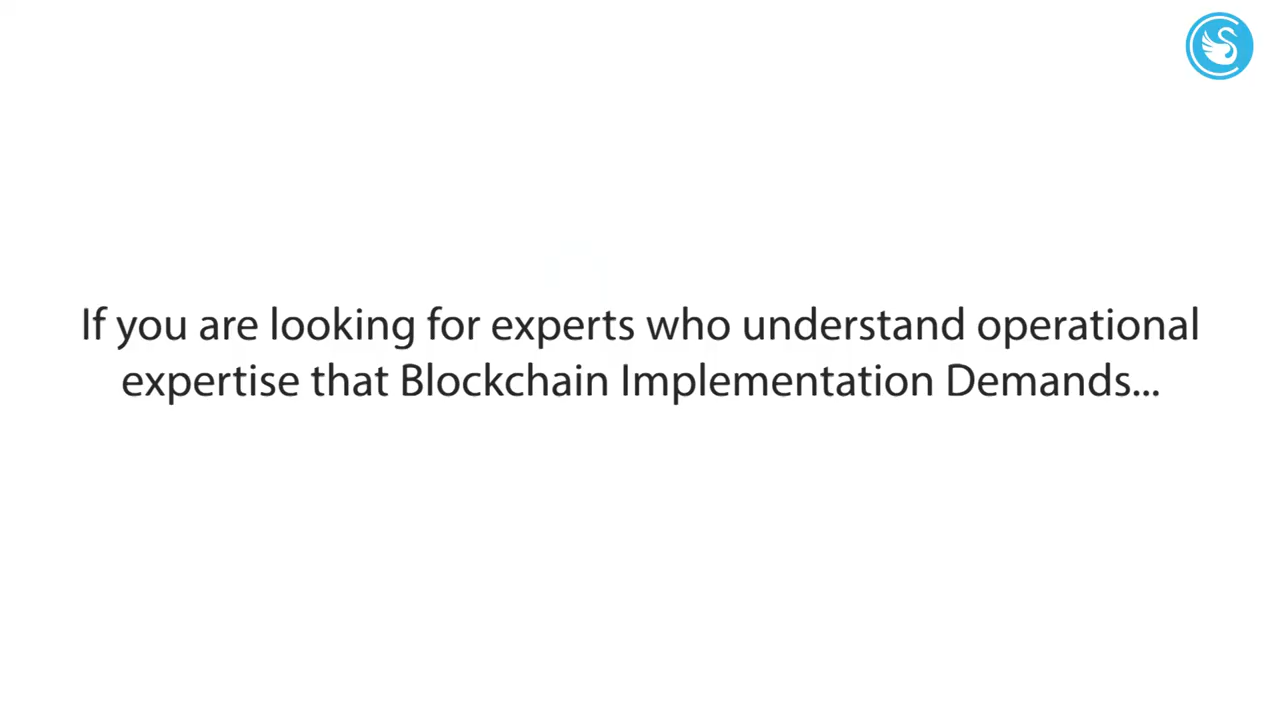 If you are looking for experts who understand operational
expertise that Blockchain Implementation Demands...